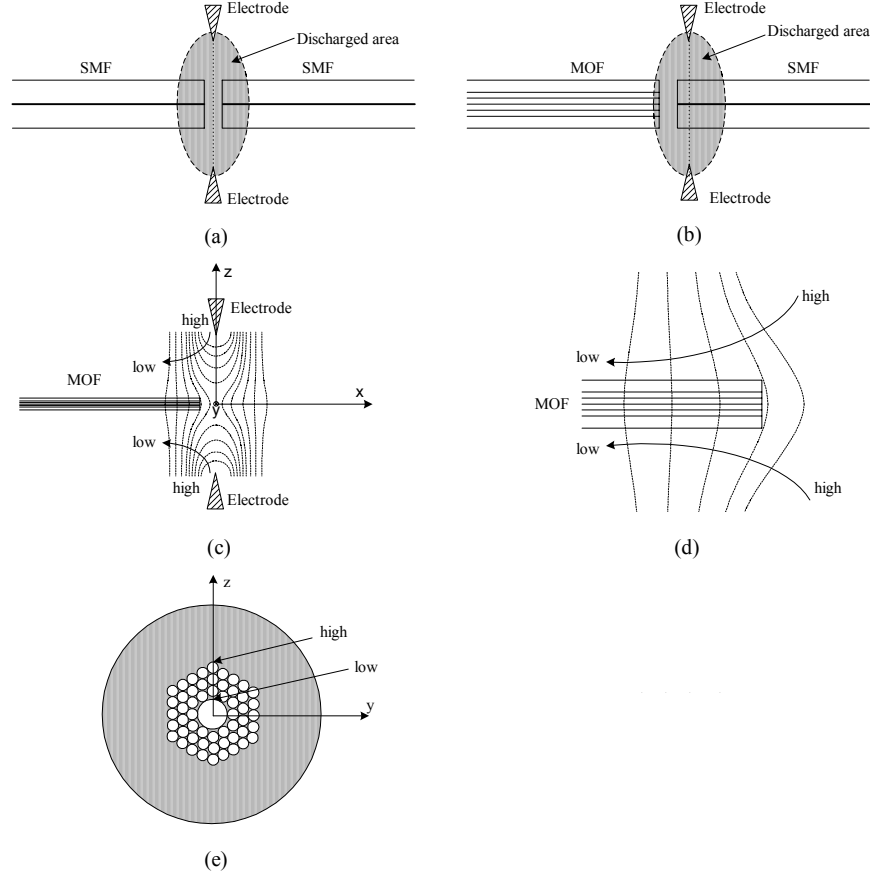 Electrode
Discharged area
SMF
SMF
Electrode
(a)
Electrode
Discharged area
MOF
SMF
Electrode
(b)
z
Electrode
high
low
MOF
x
y
low
high
Electrode
(c)
high
low
MOF
low
high
(d)
z
high
low
y
(e)